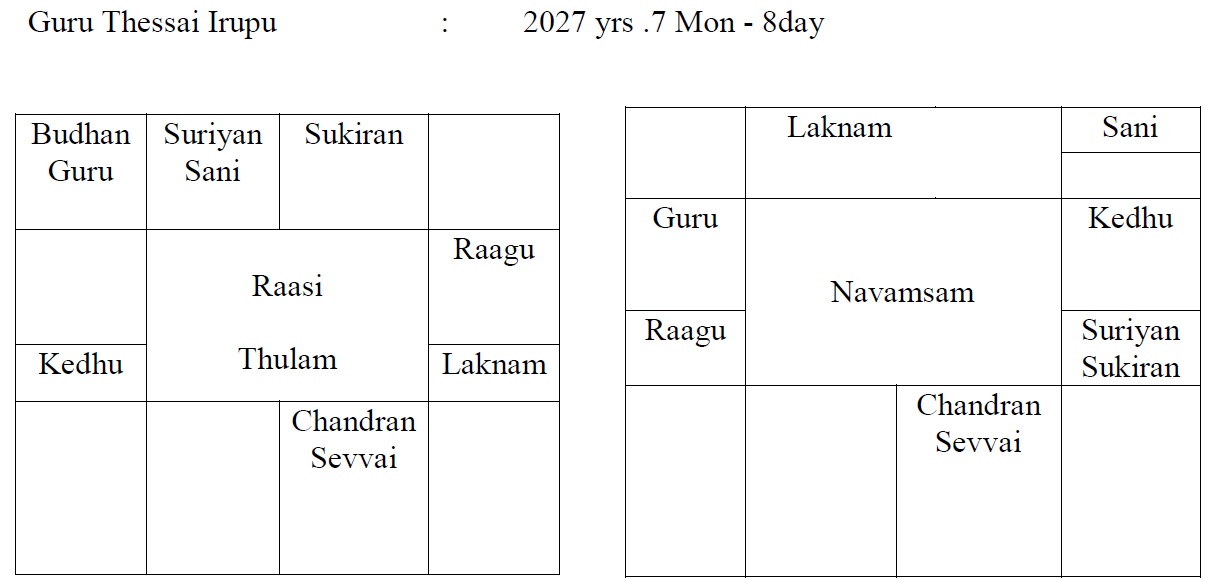 Guru Thessai Irupu : 2027 yrs .7 Mon - 8day
Budhan
Guru
Suriyan
Sani
Sukiran
Raagu
Raasi
Thulam
Kedhu
Laknam
Chandran
Sevvai
Laknam
Sani
Guru
Kedhu
Navamsam
Raagu
Suriyan
Sukiran
Chandran
Sevvai